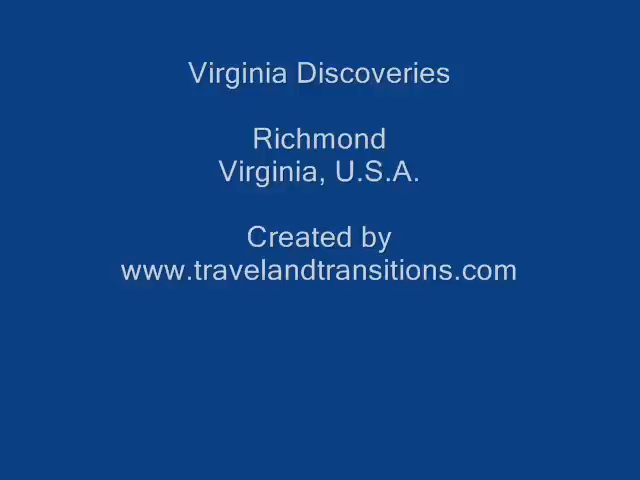 Virginia Discoveries
Richmond
Virginia, U.S.A.
Created by
www.travelandtransitions.com